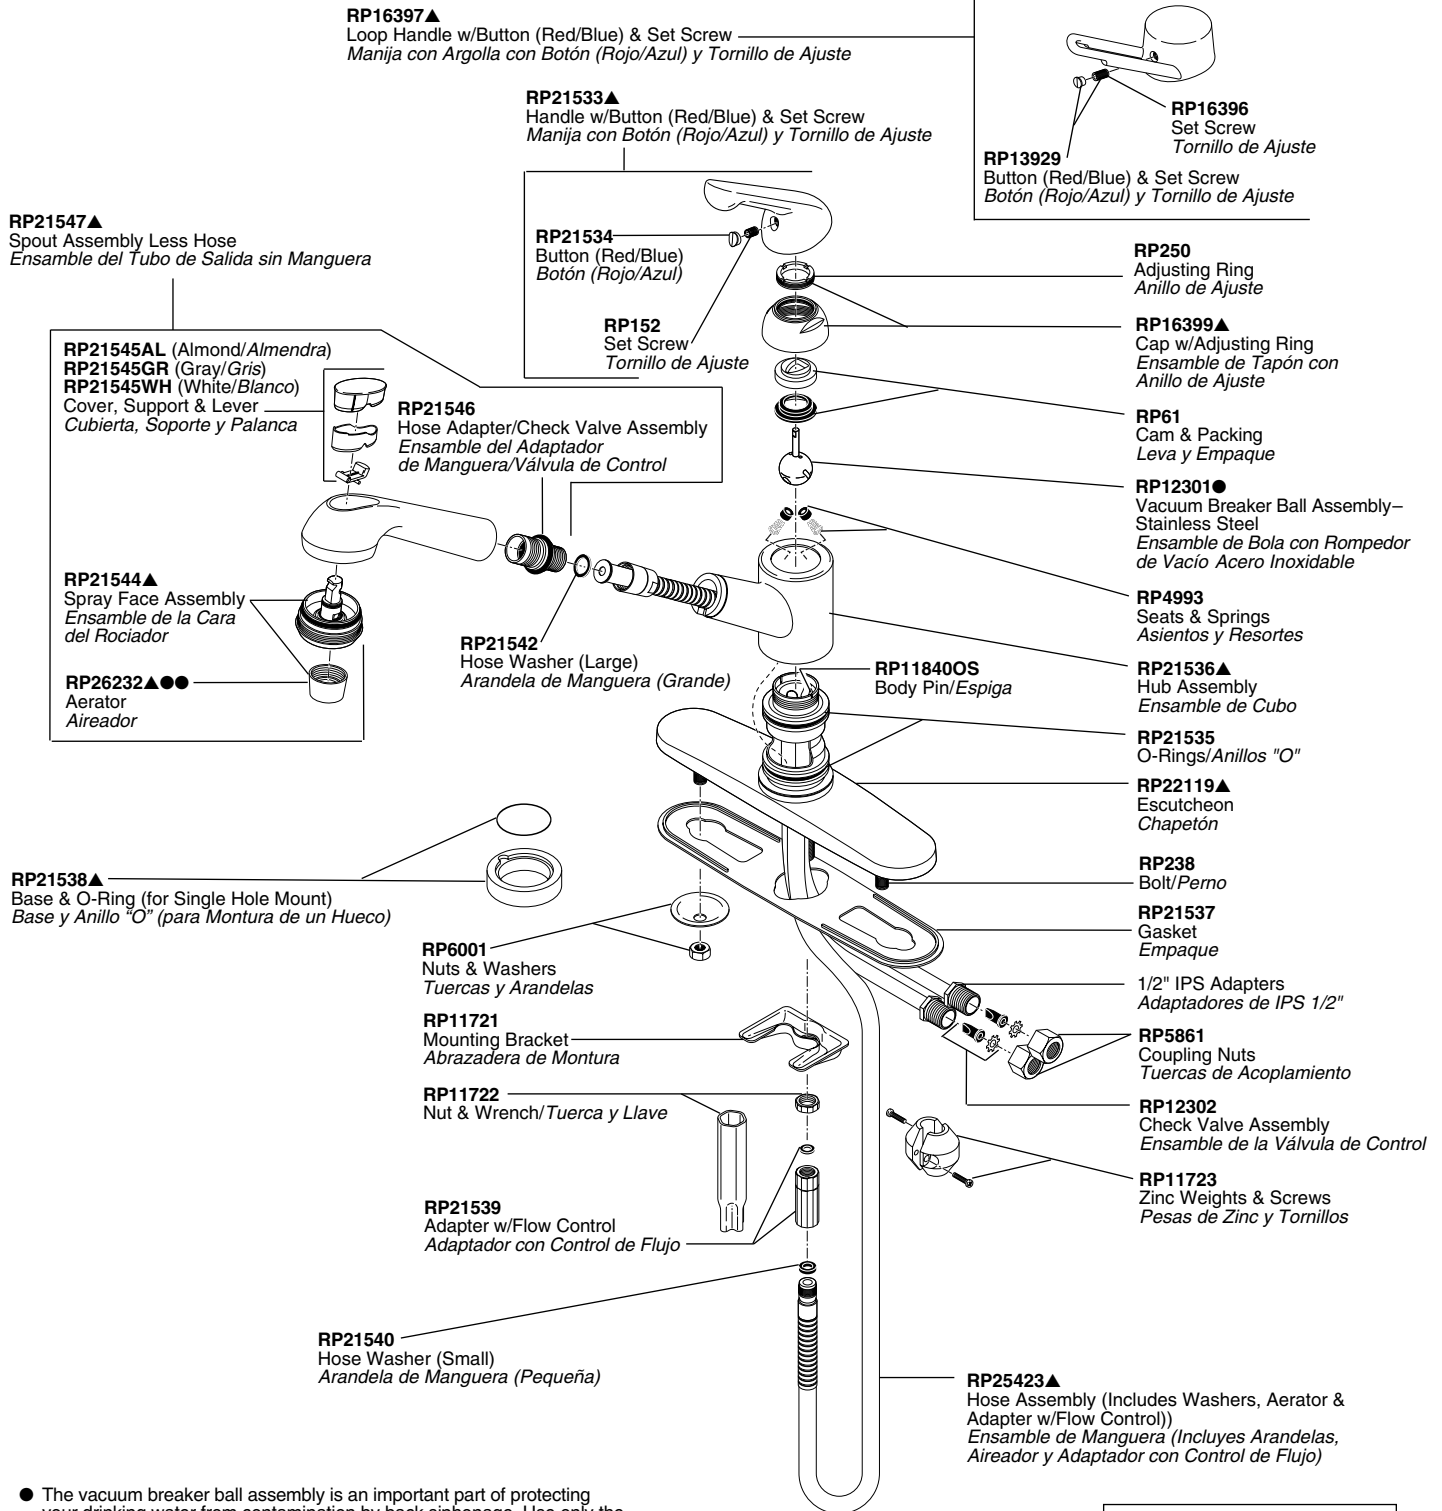 RP16397▲
Loop Handle w/Button (Red/Blue) & Set Screw
Manija con Argolla con Botón (Rojo/Azul) y Tornillo de Ajuste
RP16396
Set Screw
Tornillo de Ajuste
RP13929
Button (Red/Blue) & Set Screw
Botón (Rojo/Azul) y Tornillo de Ajuste
RP21533▲
Handle w/Button (Red/Blue) & Set Screw
Manija con Botón (Rojo/Azul) y Tornillo de Ajuste
RP21534
Button (Red/Blue)
Botón (Rojo/Azul)
RP152
Set Screw
Tornillo de Ajuste
RP21547▲
Spout Assembly Less Hose
Ensamble del Tubo de Salida sin Manguera
RP21545AL (Almond/Almendra)
RP21545GR (Gray/Gris)
RP21545WH (White/Blanco)
Cover, Support & Lever
Cubierta, Soporte y Palanca
RP21546
Hose Adapter/Check Valve Assembly
Ensamble del Adaptador
de Manguera/Válvula de Control
RP21544▲
Spray Face Assembly
Ensamble de la Cara
del Rociador
RP26232▲●●
Aerator
Aireador
RP21542
Hose Washer (Large)
Arandela de Manguera (Grande)
RP250
Adjusting Ring
Anillo de Ajuste
RP16399▲
Cap w/Adjusting Ring
Ensamble de Tapón con
Anillo de Ajuste
RP61
Cam & Packing
Leva y Empaque
RP12301●
Vacuum Breaker Ball Assembly–
Stainless Steel
Ensamble de Bola con Rompedor
de Vacío Acero Inoxidable
RP4993
Seats & Springs
Asientos y Resortes
RP21536▲
Hub Assembly
Ensamble de Cubo
RP11840OS
Body Pin/Espiga
RP21535
O-Rings/Anillos "O"
RP22119▲
Escutcheon
Chapetón
RP238
Bolt/Perno
RP21537
Gasket
Empaque
1/2" IPS Adapters
Adaptadores de IPS 1/2"
RP5861
Coupling Nuts
Tuercas de Acoplamiento
RP12302
Check Valve Assembly
Ensamble de la Válvula de Control
RP11723
Zinc Weights & Screws
Pesas de Zinc y Tornillos
RP21538▲
Base & O-Ring (for Single Hole Mount)
Base y Anillo “O” (para Montura de un Hueco)
RP6001
Nuts & Washers
Tuercas y Arandelas
RP11721
Mounting Bracket
Abrazadera de Montura
RP11722
Nut & Wrench/Tuerca y Llave
RP21539
Adapter w/Flow Control
Adaptador con Control de Flujo
RP21540
Hose Washer (Small)
Arandela de Manguera (Pequeña)
RP25423▲
Hose Assembly (Includes Washers, Aerator &
Adapter w/Flow Control))
Ensamble de Manguera (Incluyes Arandelas,
Aireador y Adaptador con Control de Flujo)
● The vacuum breaker ball assembly is an important part of protecting